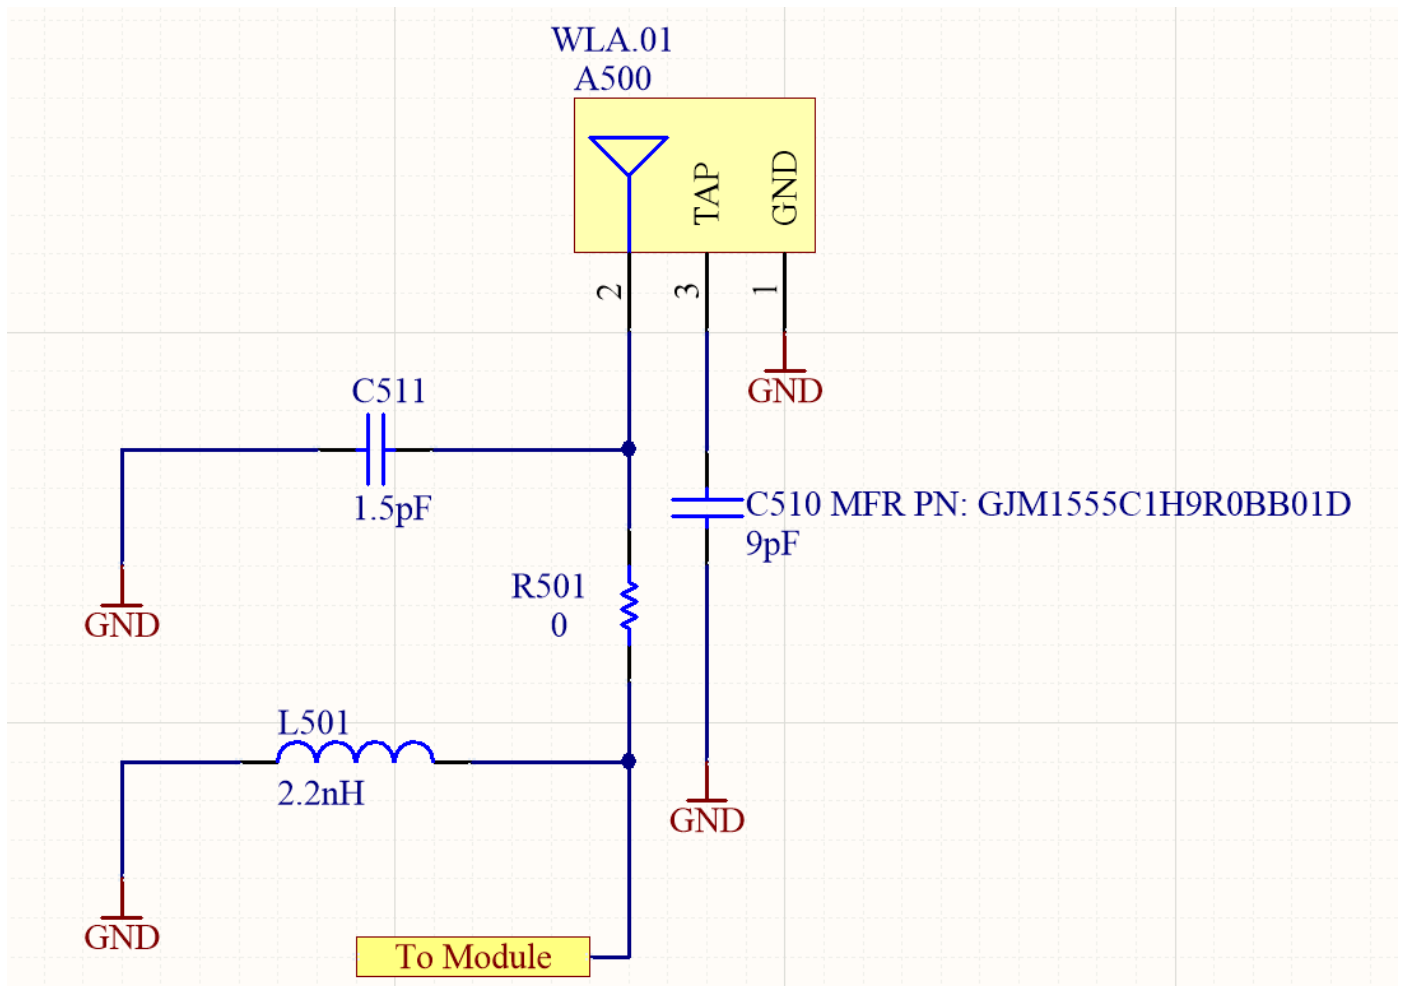 WLA.01
A500
TAP
GND
2
3
1
GND
C511
1.5pF
C510 MFR PN: GJM1555C1H9R0BB01D
9pF
R501
0
GND
L501
2.2nH
GND
GND
To Module